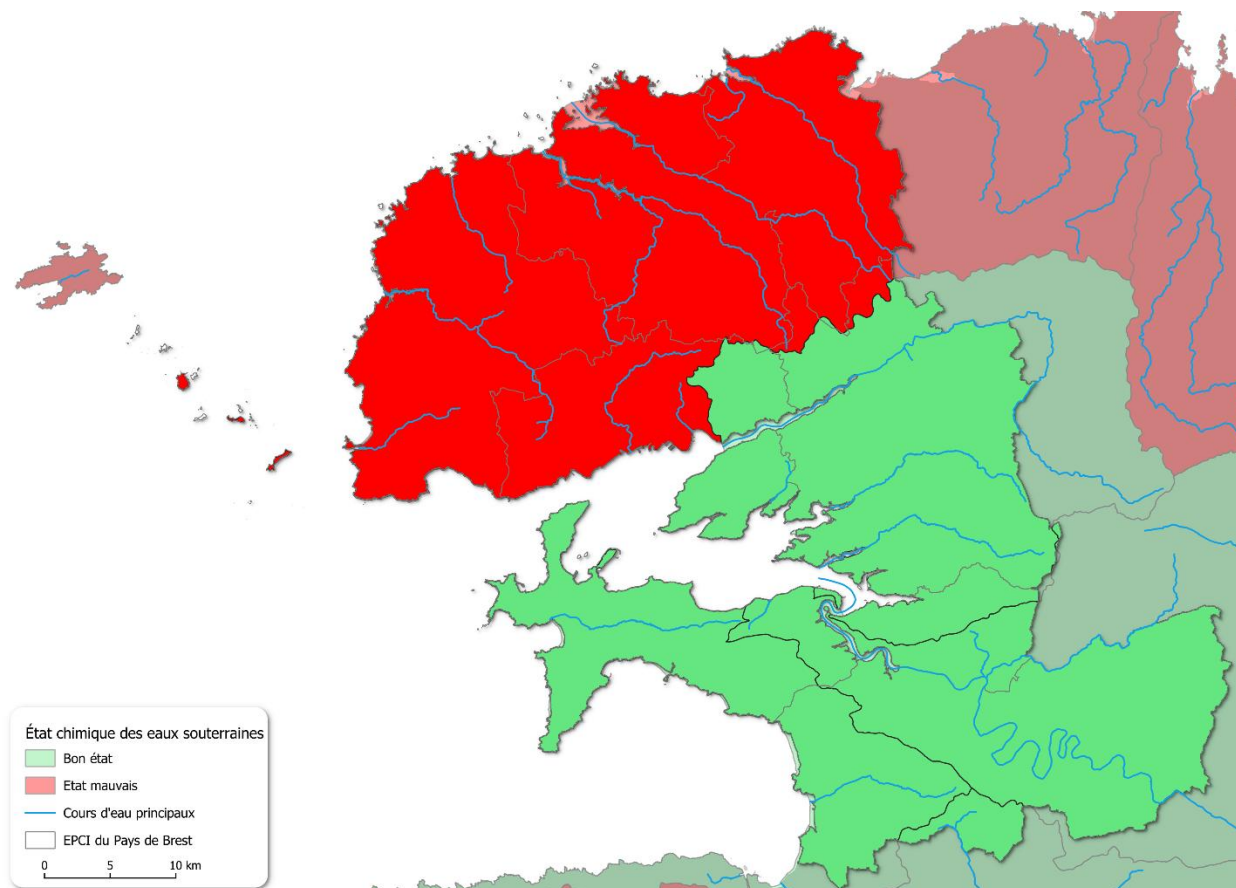 État chimique des eaux souterraines
Bon état
Etat mauvais
Cours d'eau principaux
EPCI du Pays de Brest
0 5 10 km